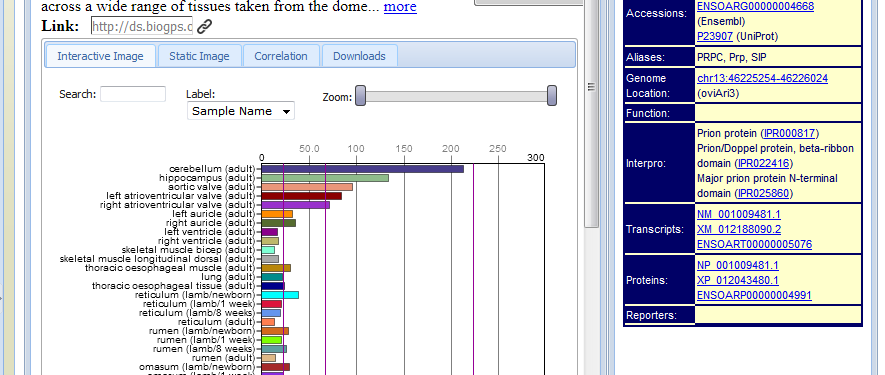 across a wide range of tissues taken from the dome... more
Link: http://ds.biogps.c
Interactive Image
Static Image
Correlation
Downloads
Search:
Label:
Sample Name
Zoom:
0
50.0
100
150
200
250
300
cerebellum (adult)
hippocampus (adult)
aortic valve (adult)
left atrioventricular valve (adult)
right atrioventricular valve (adult)
left auricle (adult)
right auricle (adult)
left ventricle (adult)
right ventricle (adult)
skeletal muscle bicep (adult)
skeletal muscle longitudinal dorsal (adult)
thoracic oesophageal muscle (adult)
lung (adult)
thoracic oesophageal tissue (adult)
reticulum (lamb/newborn)
reticulum (lamb/1 week)
reticulum (lamb/8 weeks)
reticulum (adult)
rumen (lamb/newborn)
rumen (lamb/1 week)
rumen (lamb/8 weeks)
rumen (adult)
omasum (lamb/newborn)
Accessions:
ENSOARG00000004668
(Ensembl)
P23907 (UniProt)
Aliases:
PRPC, Prp, SIP
Genome
Location:
chr13:46225254-46226024
(oviAri3)
Function:
Interpro:
Prion protein (IPR000817)
Prion/Doppel protein, beta-ribbon
domain (IPR022416)
Major prion protein N-terminal
domain (IPR025860)
Transcripts:
NM_001009481.1
XM_012188090.2
ENSOART00000005076
Proteins:
NP_001009481.1
XP_012043480.1
ENSOARP00000004991
Reporters: